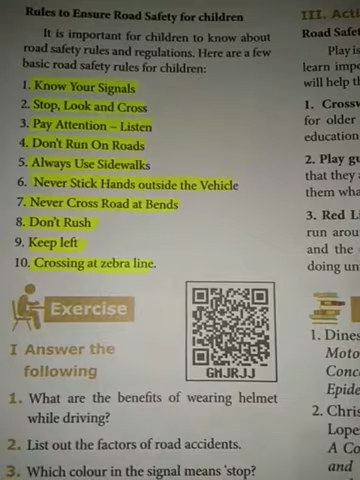 Rules to Ensure Road Safety for children
It is important for children to know about
road safety rules and regulations. Here are a few
basic road safety rules for children:
1. Know Your Signals
2. Stop, Look and Cross
3. Pay Attention – Listen
4. Don't Run On Roads
5. Always Use Sidewalks
6. Never Stick Hands outside the Vehicle
7. Never Cross Road at Bends
8. Don't Rush
9. Keep left
10. Crossing at zebra line.
Exercise
GMJRJJ
I Answer the
following
1. What are the benefits of wearing helmet
while driving?
2. List out the factors of road accidents.
3. Which colour in the signal means 'stop?
III. Acti
Road Safet
Play is
learn impo
will help th
1. Crossw
for older
education
2. Play gu
that they a
them wha
3. Red Li
run arou
and the
doing un
1. Dines
Moto
Conc
Epide
2. Chris
Lope
A Co
and